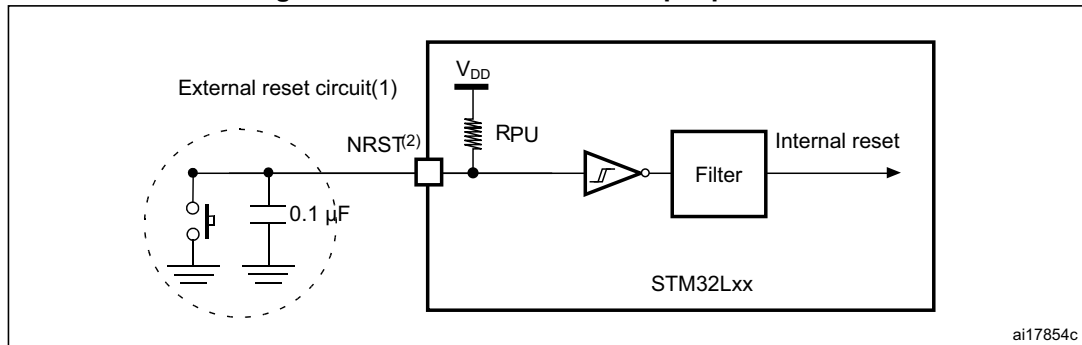 External reset circuit(1)
VDD
NRST(2)
RPU
Internal reset
Filter
0.1 µF
STM32Lxx
ai17854c